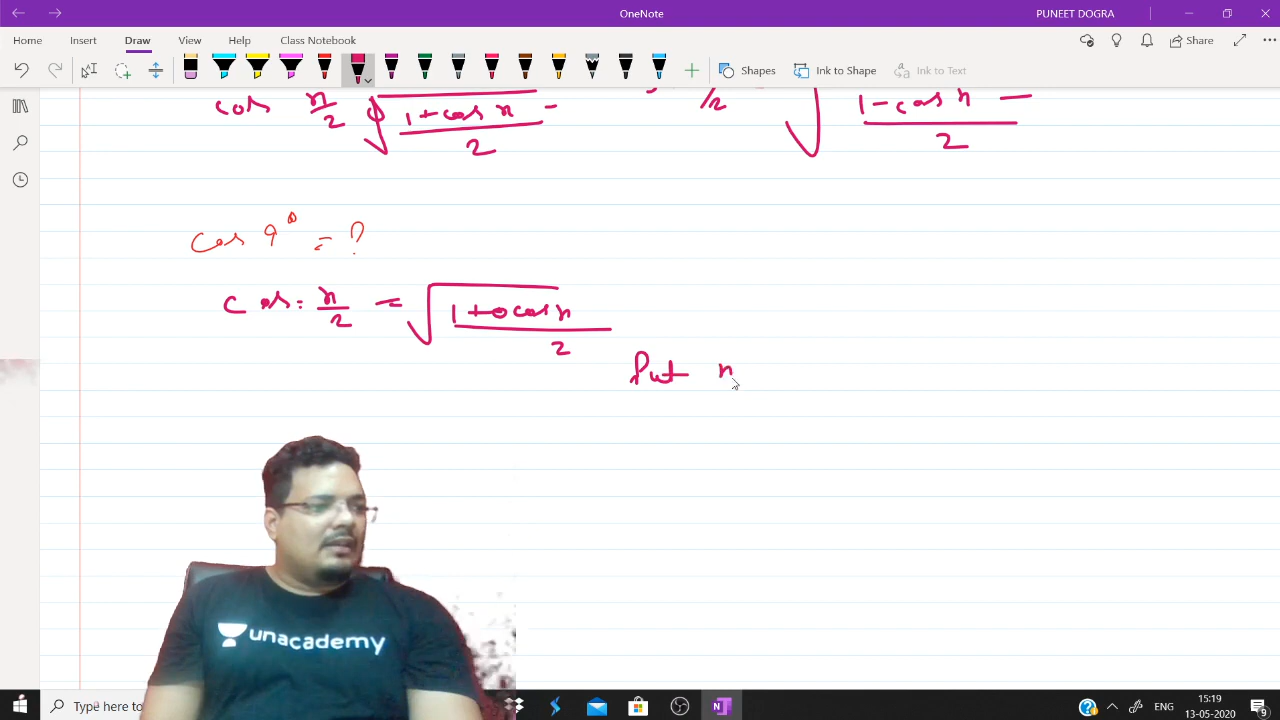 OneNote
PUNEET DOGRA
Home Insert Draw View Help Class Notebook Share
Shapes Ink to Shape Ink to Text
cos x/2 √(1+cos x)/2 x/2 √(1-cos x)/2
cos 9° = ?
cos x/2 = √(1+cos x)/2
Put x
unacademy
Type here to
ENG
15:19
13-05-2020
9